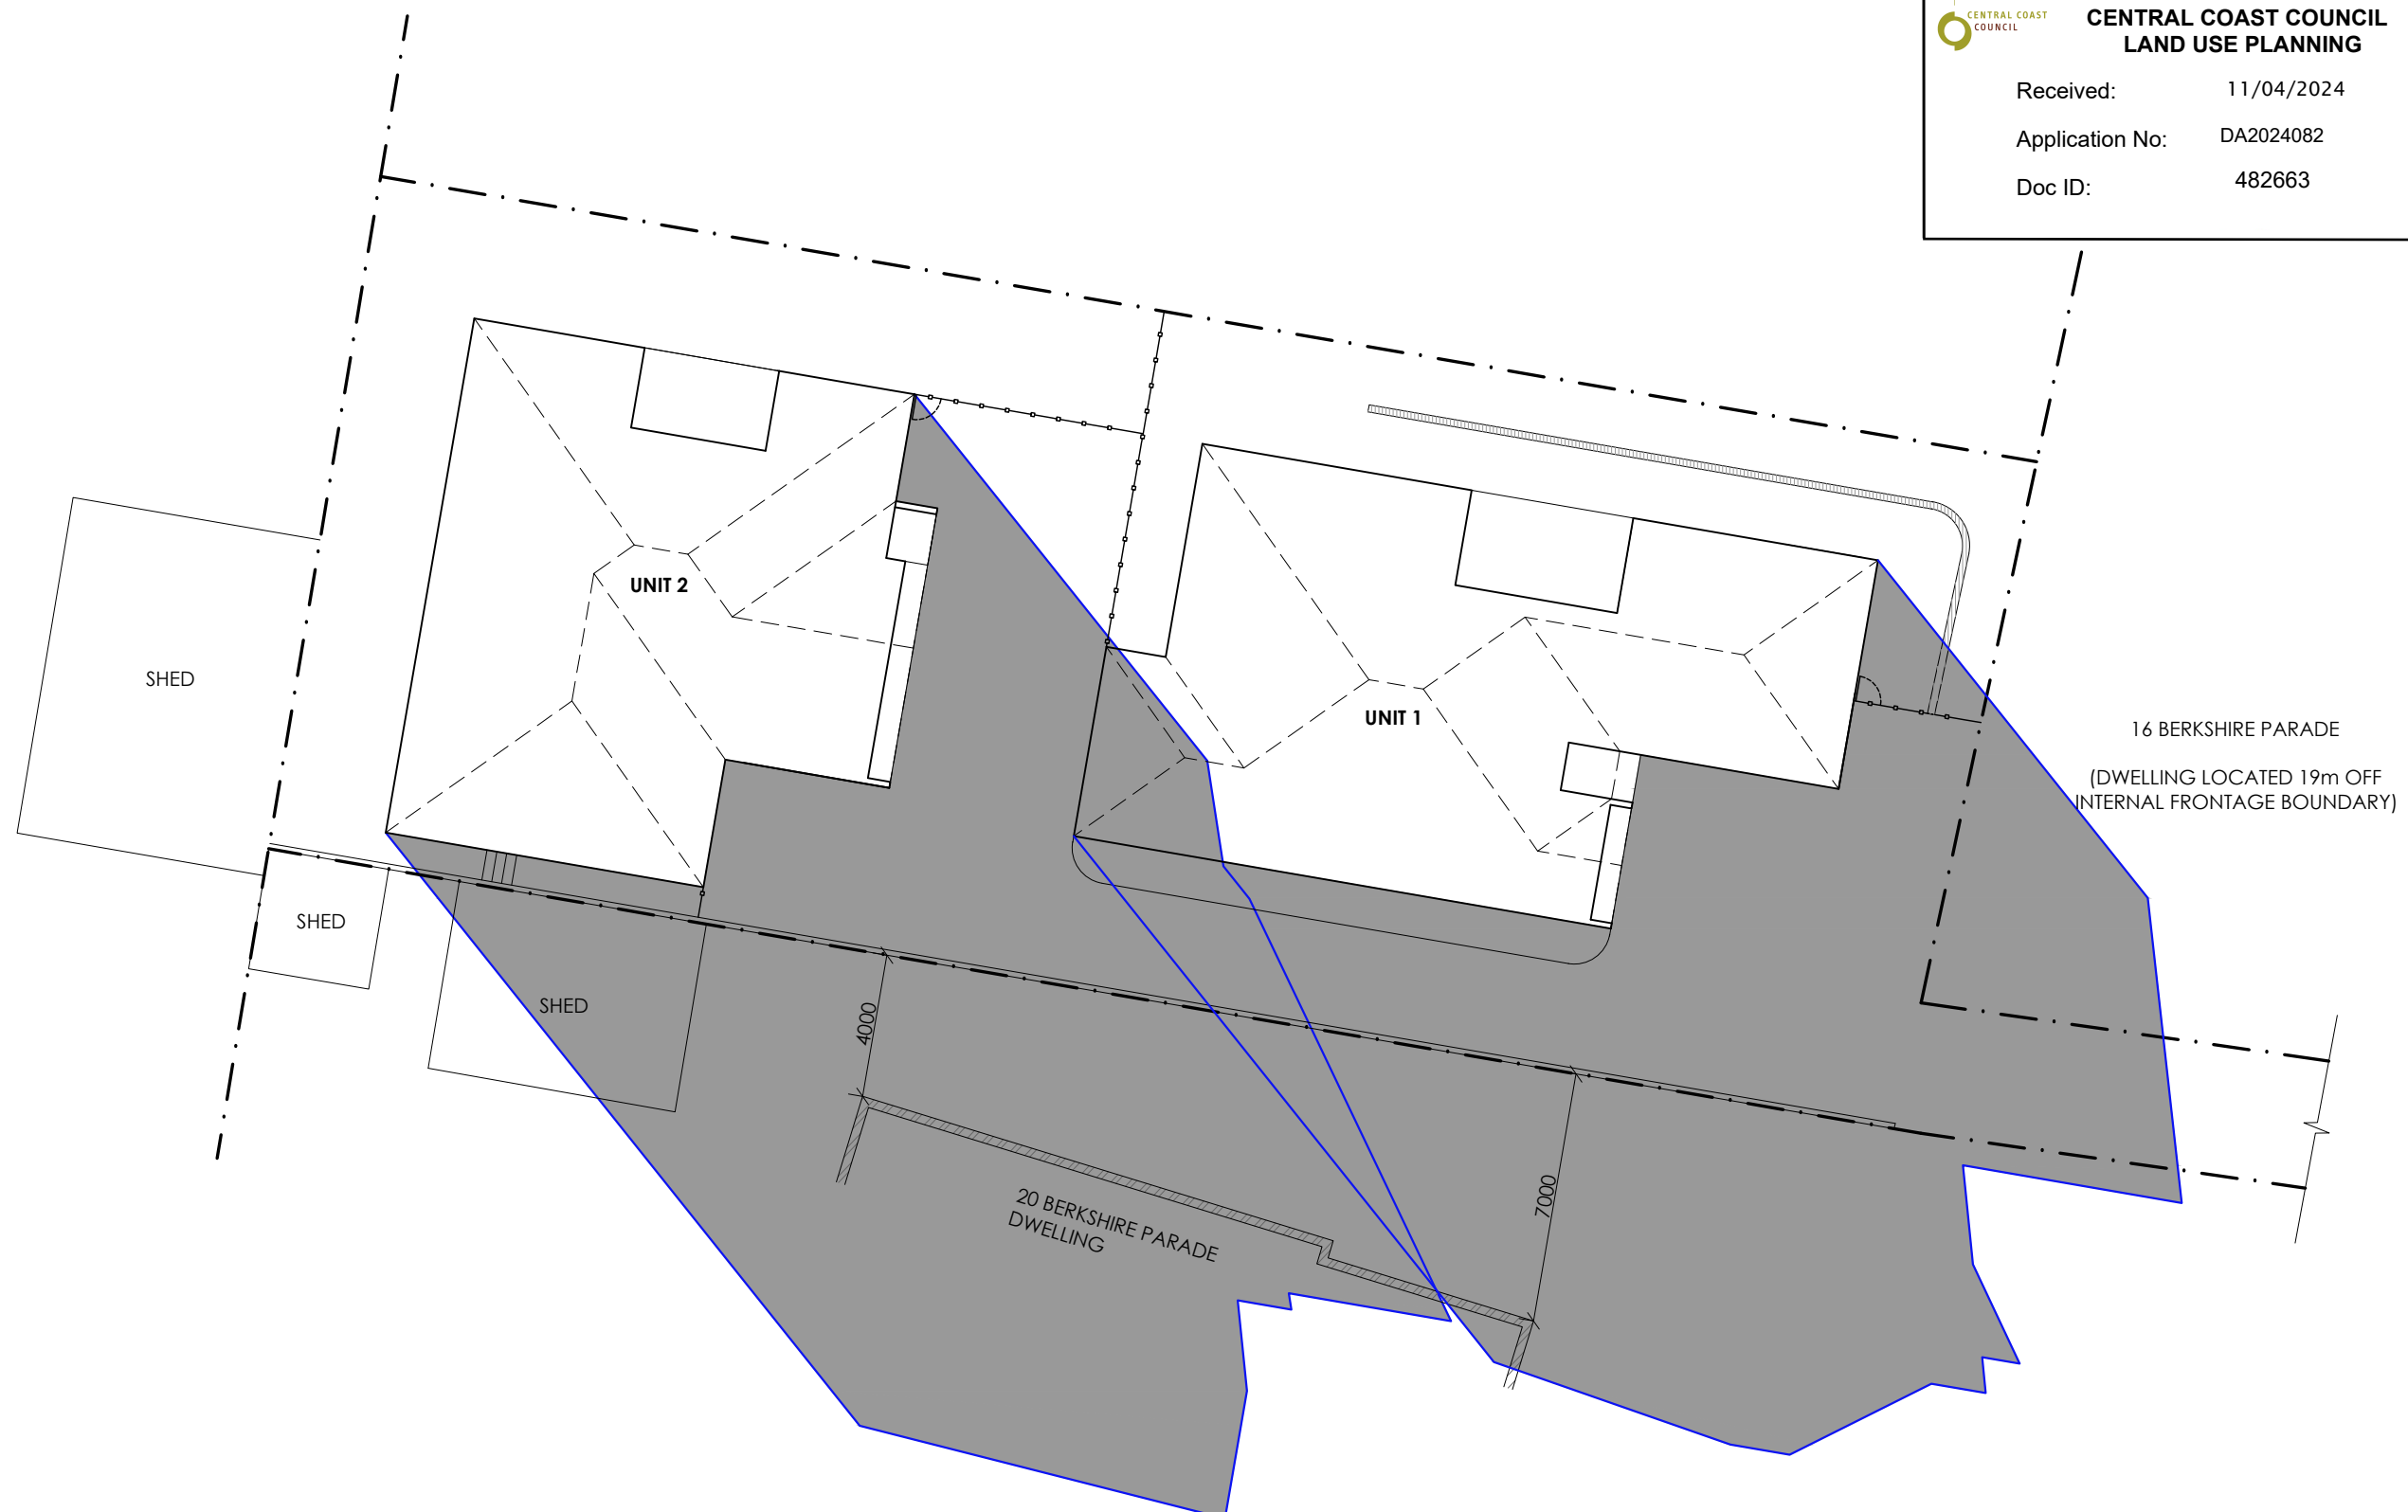 CENTRAL COAST
COUNCIL
CENTRAL COAST COUNCIL
LAND USE PLANNING
Received: 11/04/2024
Application No: DA2024082
Doc ID: 482663
UNIT 2
SHED
UNIT 1
16 BERKSHIRE PARADE
(DWELLING LOCATED 19m OFF
INTERNAL FRONTAGE BOUNDARY)
SHED
SHED
4000
7000
20 BERKSHIRE PARADE
DWELLING